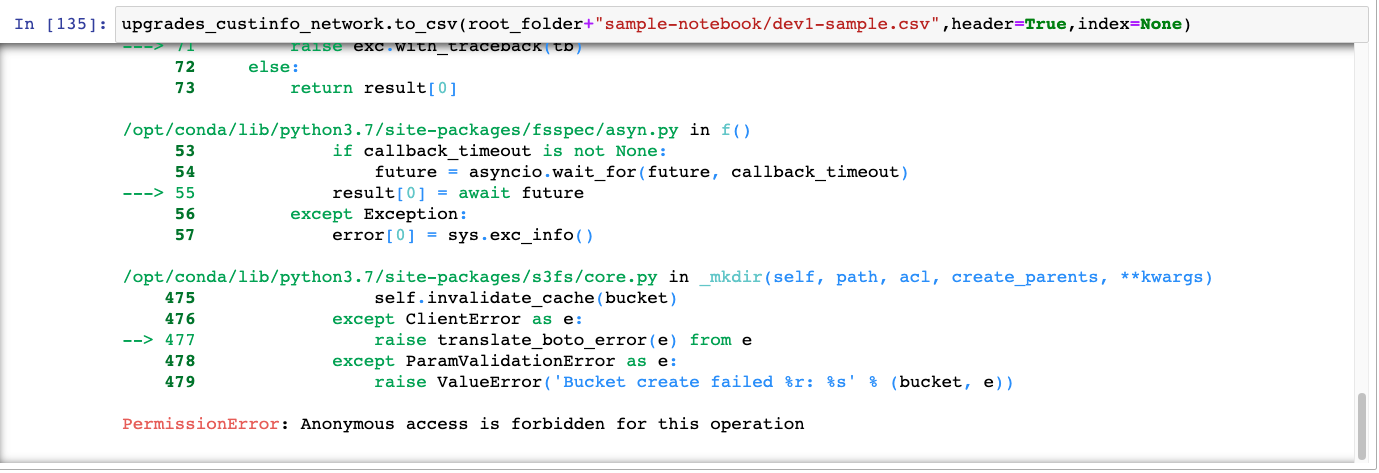 In [135]: upgrades_custinfo_network.to_csv(root_folder+"sample-notebook/dev1-sample.csv",header=True,index=None)
---> 71             raise exc.with_traceback(tb)
     72     else:
     73         return result[0]
/opt/conda/lib/python3.7/site-packages/fsspec/asyn.py in f()
     53             if callback_timeout is not None:
     54                 future = asyncio.wait_for(future, callback_timeout)
---> 55             result[0] = await future
     56         except Exception:
     57             error[0] = sys.exc_info()
/opt/conda/lib/python3.7/site-packages/s3fs/core.py in _mkdir(self, path, acl, create_parents, **kwargs)
    475                 self.invalidate_cache(bucket)
    476             except ClientError as e:
--> 477                 raise translate_boto_error(e) from e
    478             except ParamValidationError as e:
    479                 raise ValueError('Bucket create failed %r: %s' % (bucket, e))
PermissionError: Anonymous access is forbidden for this operation